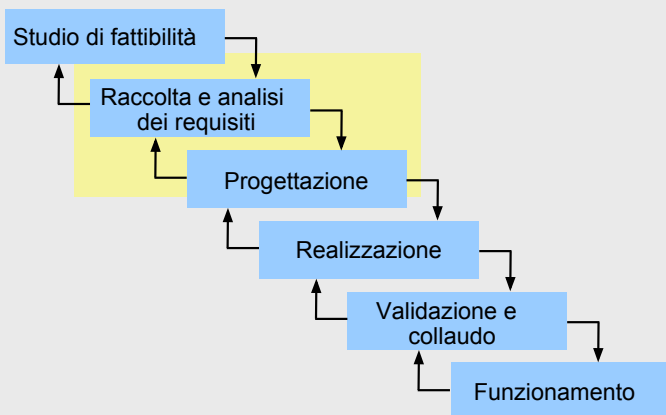 Studio di fattibilità
Raccolta e analisi
dei requisiti
Progettazione
Realizzazione
Validazione e
collaudo
Funzionamento